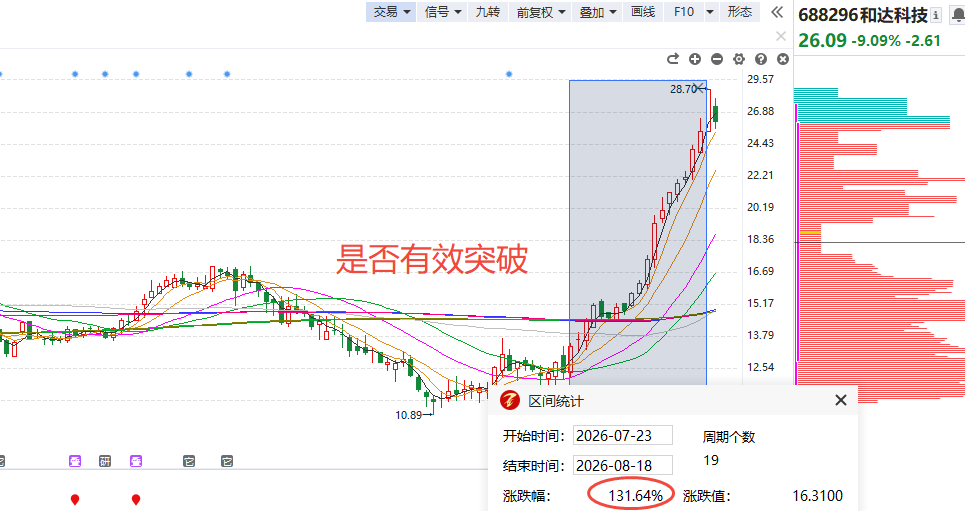 交易 信号 九转 前复权 叠加 画线 F10 形态
688296和达科技
26.09 -9.09% -2.61
29.57
28.70
26.88
24.43
22.21
20.19
18.36
是否有效突破
16.69
15.17
13.79
12.54
10.89
区间统计
开始时间: 2026-07-23 周期个数
结束时间: 2026-08-18 19
涨跌幅: 131.64% 涨跌值: 16.3100